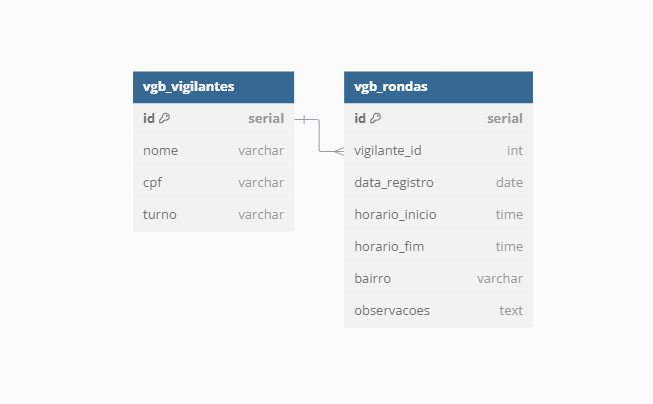 vgb_vigilantes
id serial
nome varchar
cpf varchar
turno varchar
vgb_rondas
id serial
vigilante_id int
data_registro date
horario_inicio time
horario_fim time
bairro varchar
observacoes text